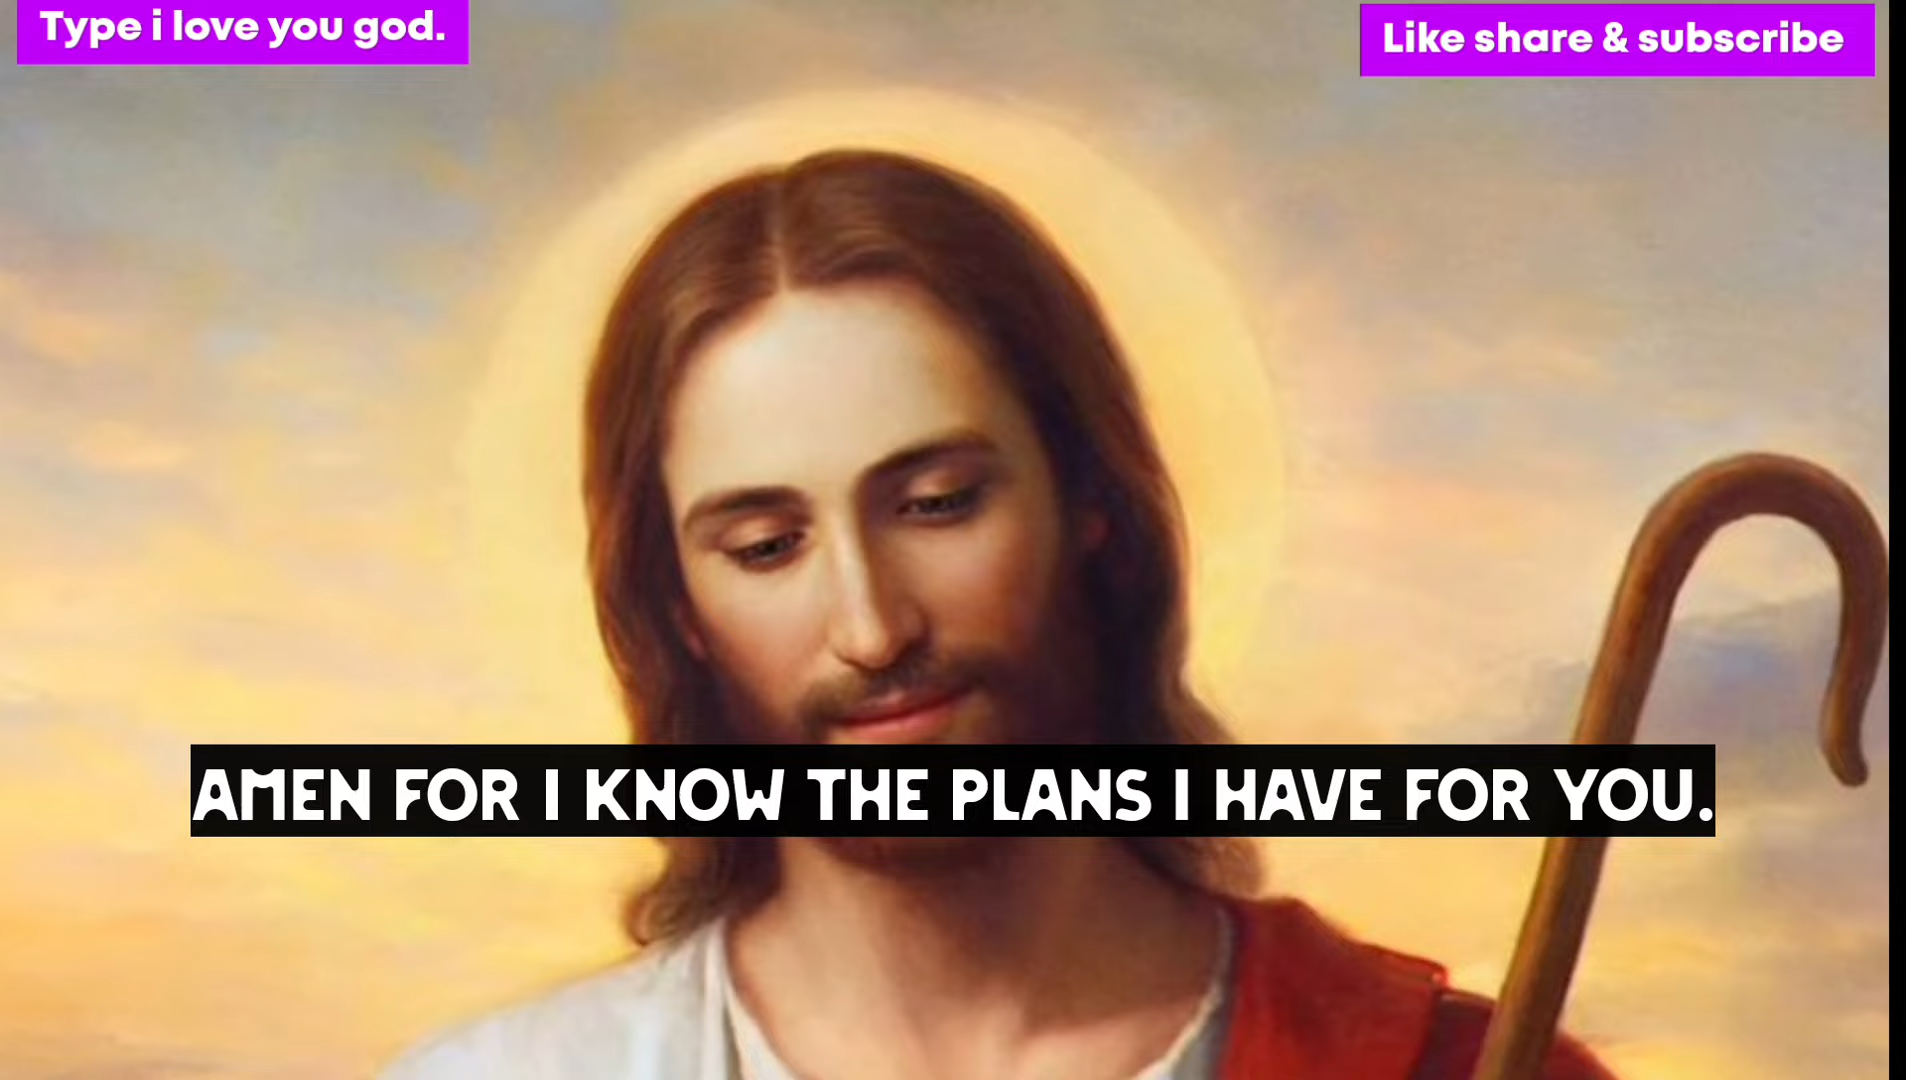 Type i love you god.
Like share & subscribe
AMEN FOR I KNOW THE PLANS I HAVE FOR YOU.